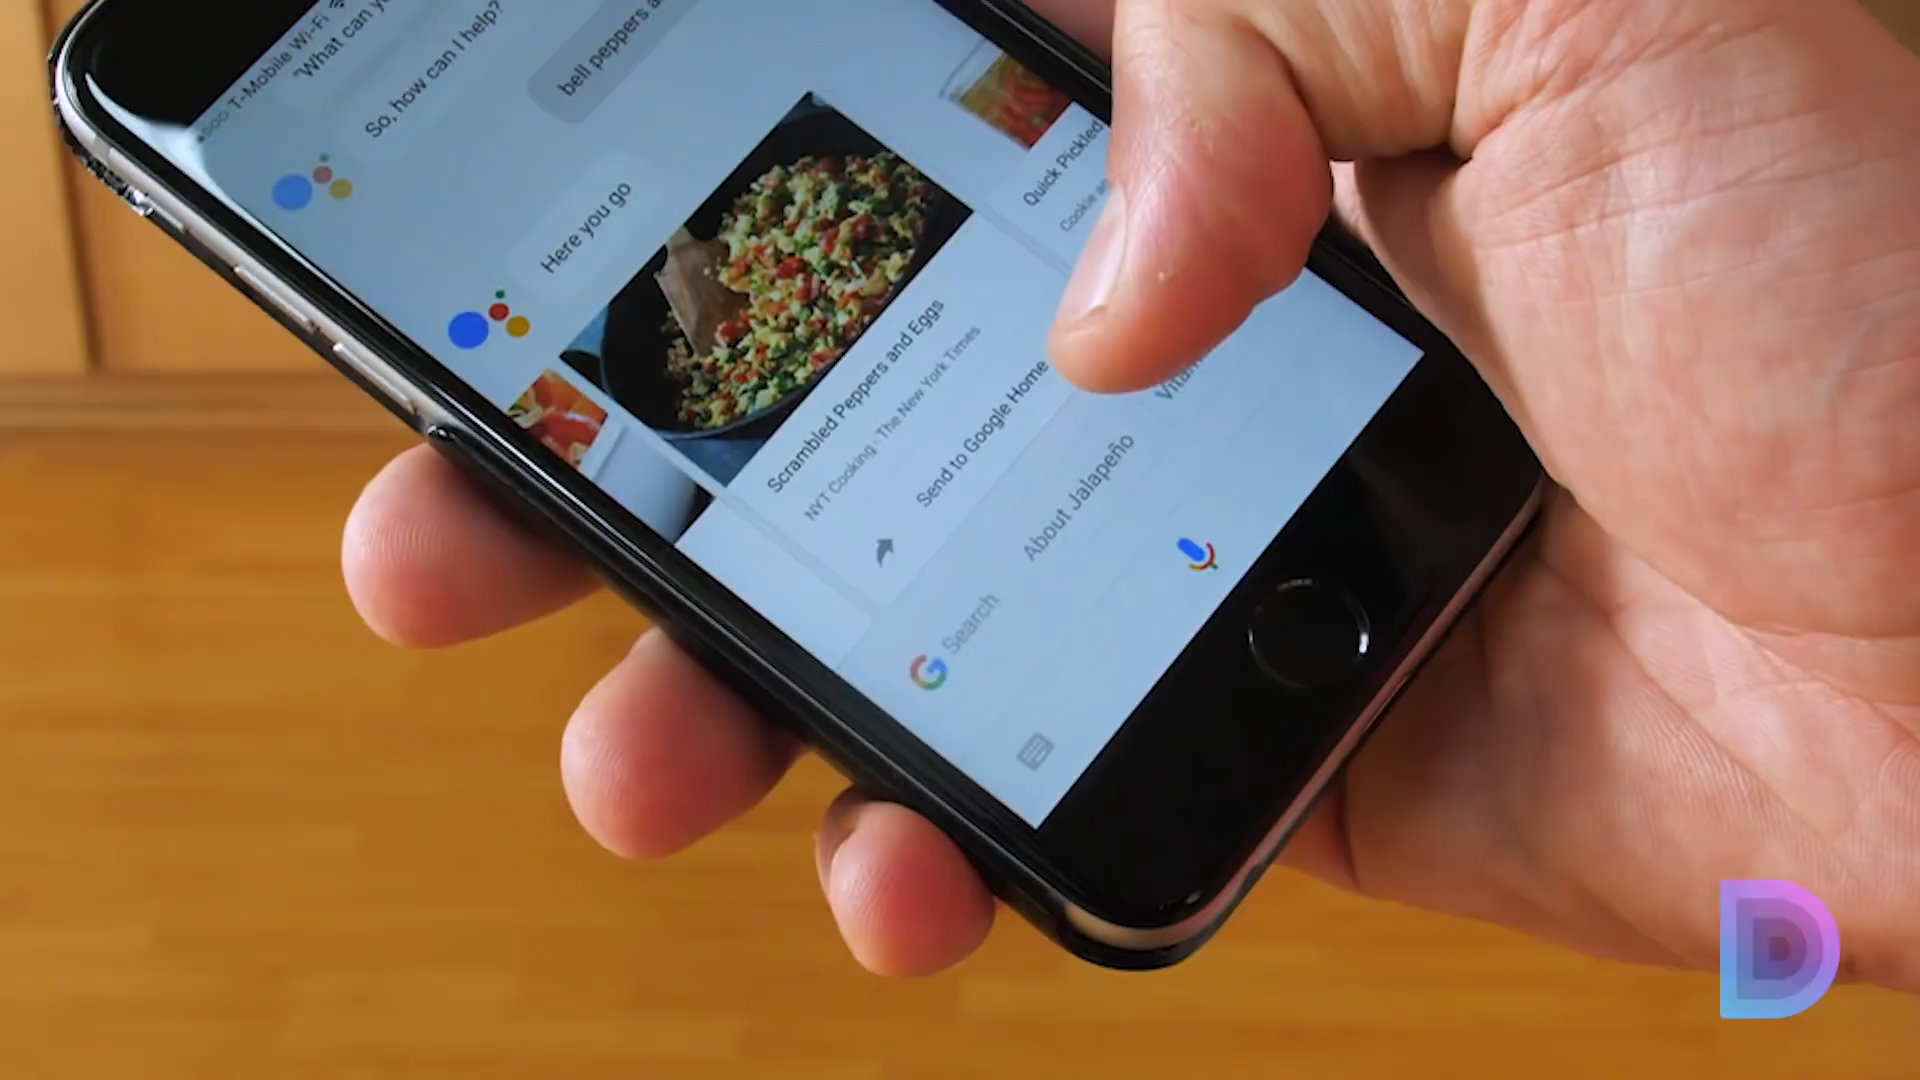 T-Mobile Wi-Fi
"What can
So, how can I help?
bell peppers
Here you go
Scrambled Peppers and Eggs
NYT Cooking · The New York Times
Send to Google Home
Quick Pickled
Cookie
About Jalapeño
Search